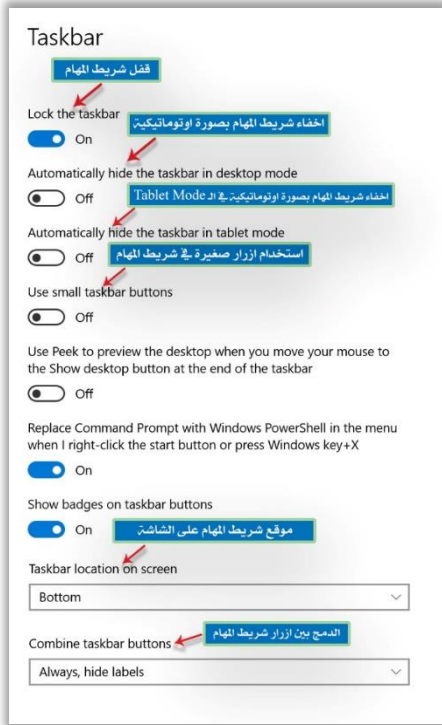 Taskbar
قفل شريط المهام
Lock the taskbar
اخفاء شريط المهام بصورة اوتوماتيكية
On
Automatically hide the taskbar in desktop mode
Off
اخفاء شريط المهام بصورة اوتوماتيكية في الـ Tablet Mode
Automatically hide the taskbar in tablet mode
Off
استخدام ازرار صغيرة في شريط المهام
Use small taskbar buttons
Off
Use Peek to preview the desktop when you move your mouse to
the Show desktop button at the end of the taskbar
Off
Replace Command Prompt with Windows PowerShell in the menu
when I right-click the start button or press Windows key+X
On
Show badges on taskbar buttons
On
موقع شريط المهام على الشاشة
Taskbar location on screen
Bottom
الدمج بين ازرار شريط المهام
Combine taskbar buttons
Always, hide labels